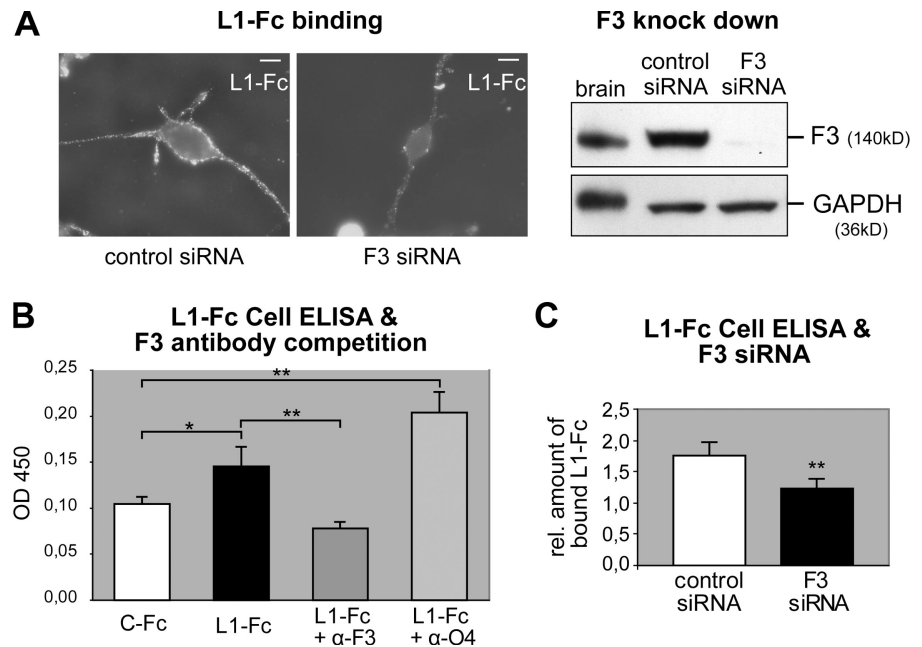 A
L1-Fc binding
F3 knock down
L1-Fc
L1-Fc
control siRNA
F3 siRNA
brain
control
siRNA
F3
siRNA
F3 (140kD)
GAPDH
(36kD)
B
L1-Fc Cell ELISA &
F3 antibody competition
OD 450
0,25
0,20
0,15
0,10
0,05
0,00
*
**
**
C-Fc
L1-Fc
L1-Fc
+ α-F3
L1-Fc
+ α-O4
C
L1-Fc Cell ELISA &
F3 siRNA
rel. amount of
bound L1-Fc
2,5
2,0
1,5
1,0
0,5
0,0
**
control
siRNA
F3
siRNA